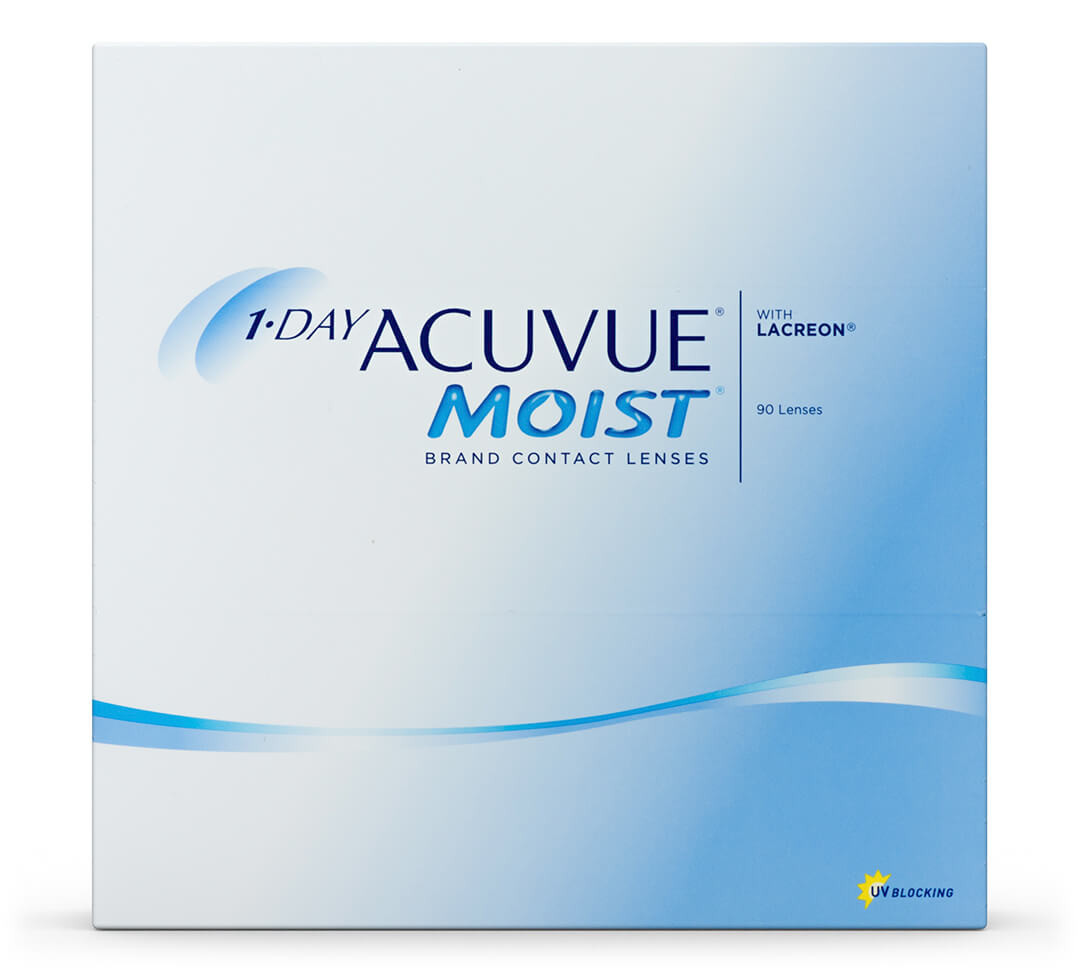 1·DAY ACUVUE®
MOIST®
BRAND CONTACT LENSES
WITH
LACREON®
90 Lenses
UV BLOCKING